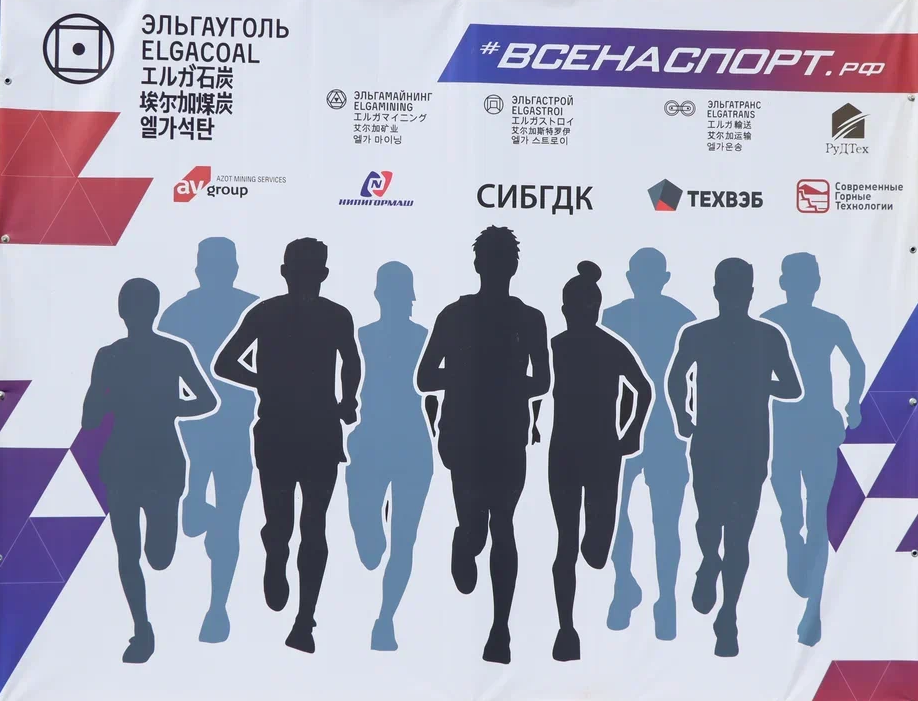 ЭЛЬГАУГОЛЬ
ELGACOAL
エルガ石炭
埃尔加煤炭
엘가석탄
#ВСЕНАСПОРТ.РФ
ЭЛЬГАМАЙНИНГ
ELGAMINING
エルガマイニング
艾尔加矿业
엘가 마이닝
ЭЛЬГАСТРОЙ
ELGASTROI
エルガストロイ
艾尔加斯特罗伊
엘가 스트로이
ЭЛЬГАТРАНС
ELGATRANS
エルガ輸送
艾尔加运输
엘가운송
РуДТех
av group
AZOT MINING SERVICES
НИПИГОРМАШ
СИБГДК
ТЕХВЭБ
Современные
Горные
Технологии